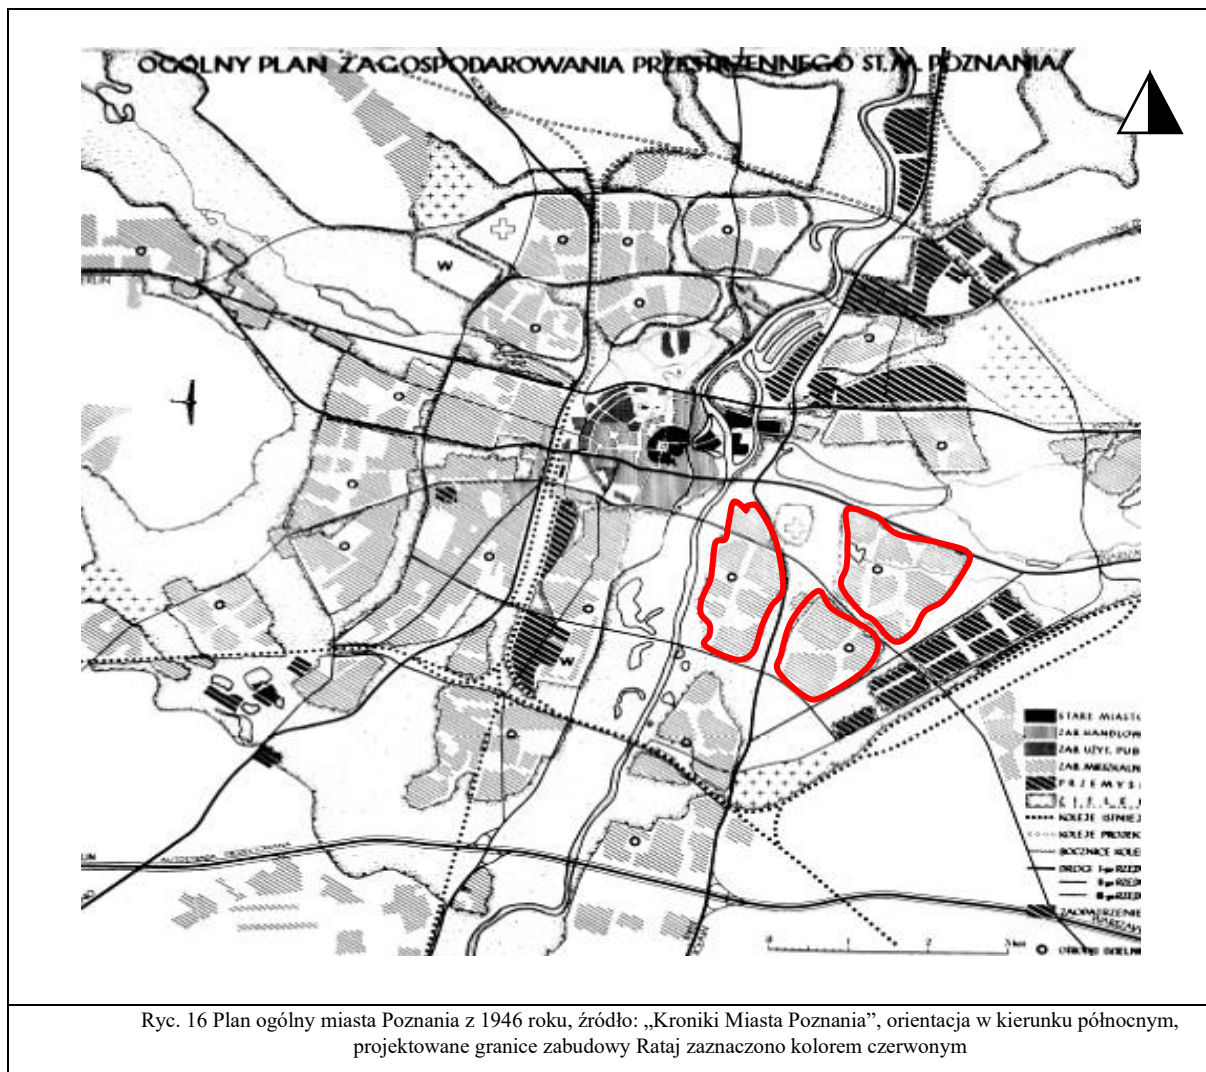 OGÓLNY PLAN ZAGOSPODAROWANIA PRZESTRZENNEGO ST. M. POZNANIA
W
W
STARE MIASTO
ZAB. HANDLOW
ZAB. UŻYT. PUB
ZAB. MIESZKALN
PRZEMYS
KOLEJE ISTNIEJ
KOLEJE PROJEK
BOCZNICE KOLE
DROGI I-go RZĘD
II-go RZĘD
III-go RZĘD
ZAOPATRZENIE
WARSZAWA
0 1 2 3 km
OŚRODKI DZIELN
Ryc. 16 Plan ogólny miasta Poznania z 1946 roku, źródło: „Kroniki Miasta Poznania”, orientacja w kierunku północnym,
projektowane granice zabudowy Rataj zaznaczono kolorem czerwonym